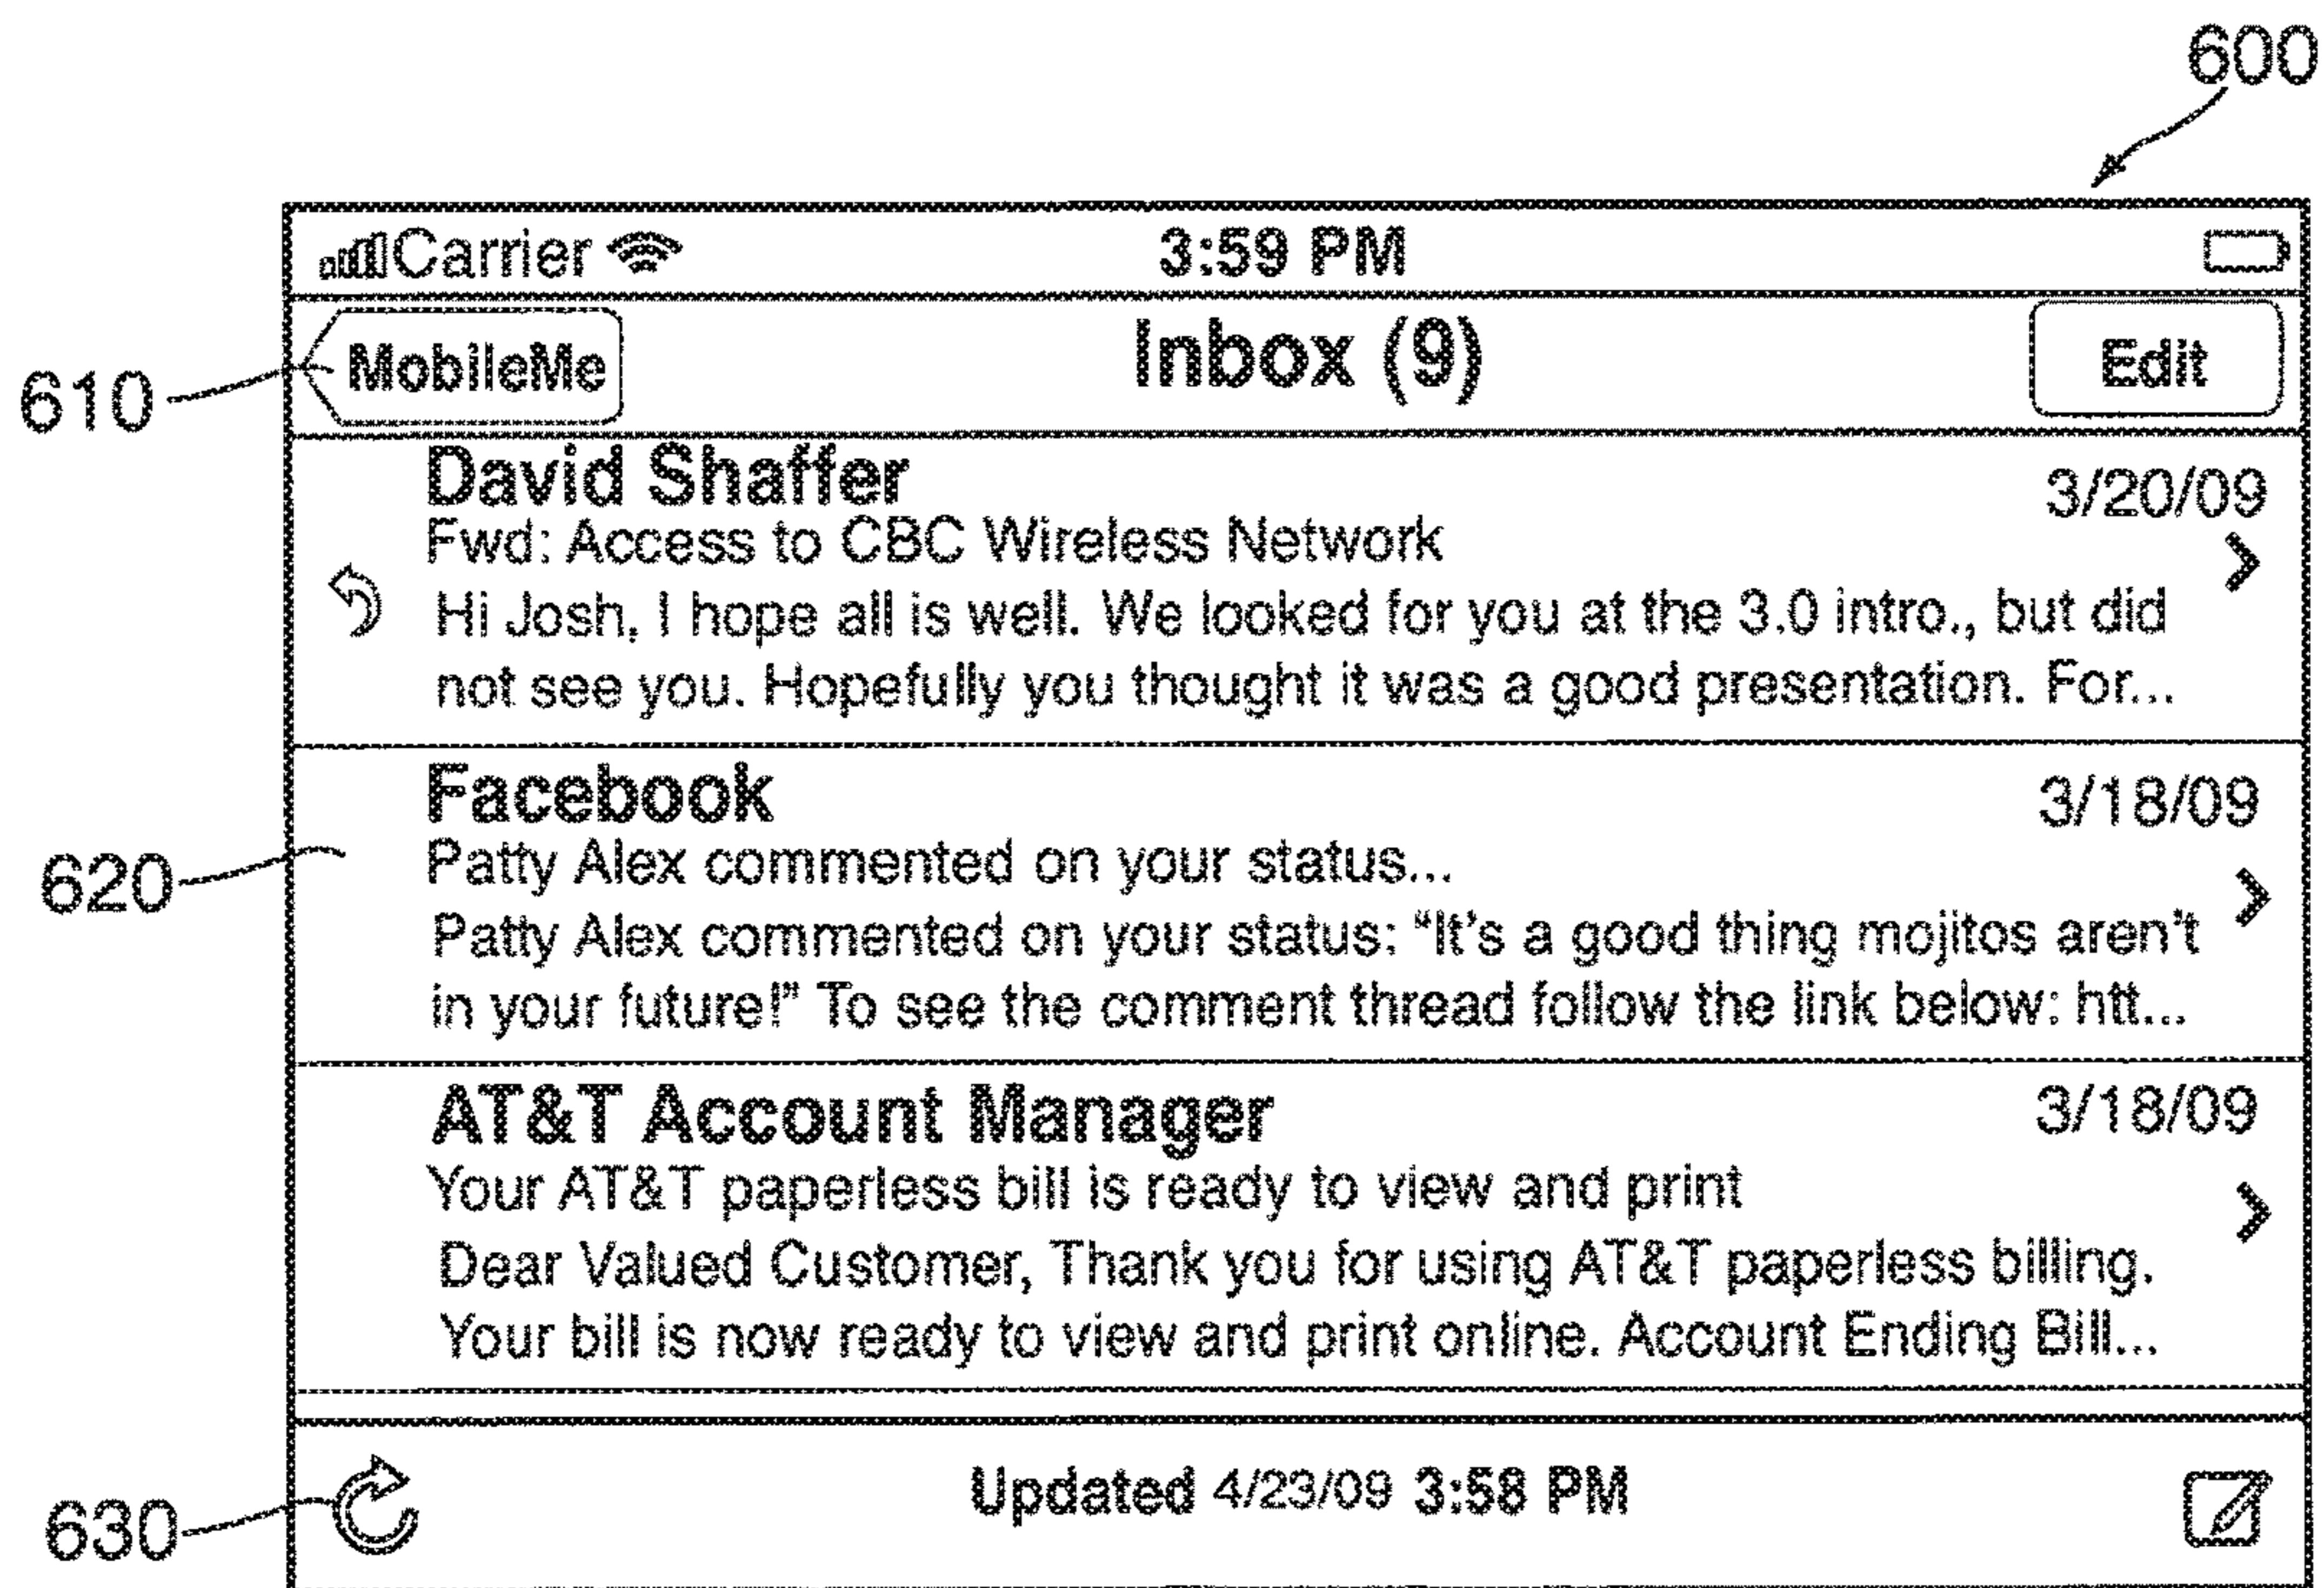 600
Carrier 3:59 PM
610 MobileMe Inbox (9) Edit
David Shaffer 3/20/09
Fwd: Access to CBC Wireless Network
Hi Josh, I hope all is well. We looked for you at the 3.0 intro., but did
not see you. Hopefully you thought it was a good presentation. For...
Facebook 3/18/09
620 Patty Alex commented on your status...
Patty Alex commented on your status: “It's a good thing mojitos aren't
in your future!” To see the comment thread follow the link below: htt...
AT&T Account Manager 3/18/09
Your AT&T paperless bill is ready to view and print
Dear Valued Customer, Thank you for using AT&T paperless billing.
Your bill is now ready to view and print online. Account Ending Bill...
630 Updated 4/23/09 3:58 PM